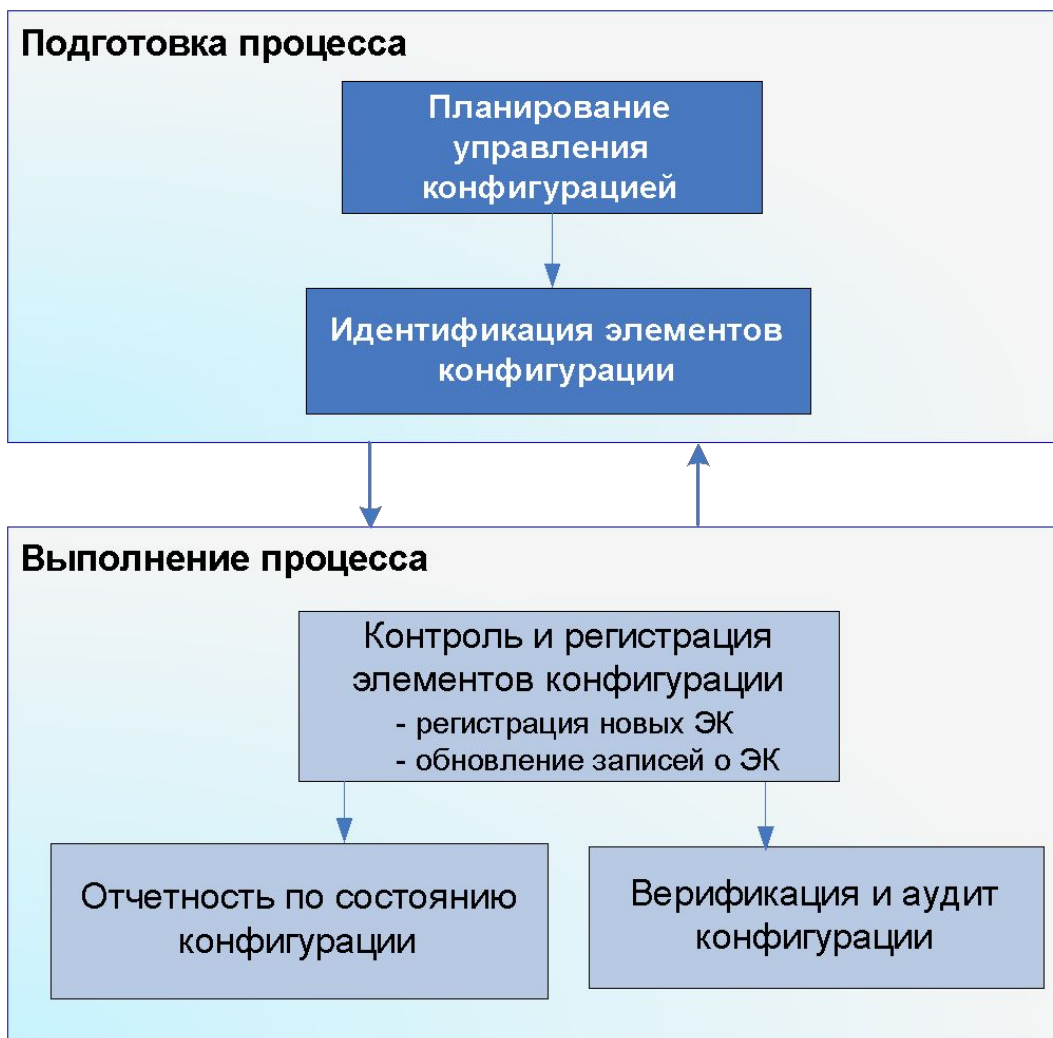 Подготовка процесса
Планирование
управления
конфигурацией
Идентификация элементов
конфигурации
Выполнение процесса
Контроль и регистрация
элементов конфигурации
- регистрация новых ЭК
- обновление записей о ЭК
Отчетность по состоянию
конфигурации
Верификация и аудит
конфигурации